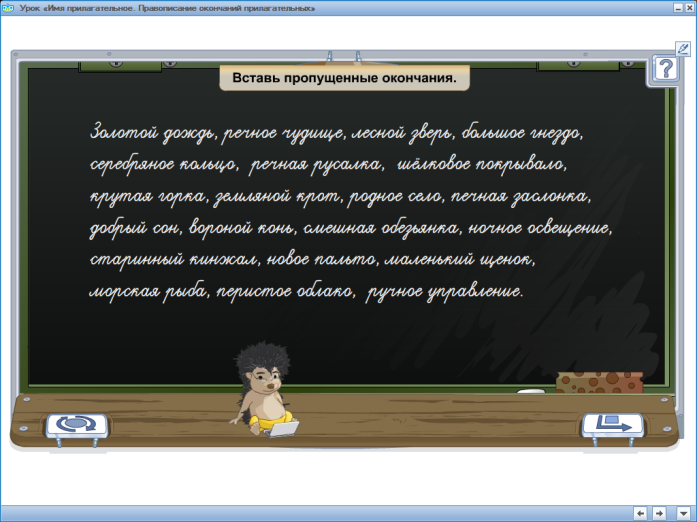 Урок «Имя прилагательное. Правописание окончаний прилагательных»
?
Вставь пропущенные окончания.
Золотой дождь, речное чудище, лесной зверь, большое гнездо,
серебряное кольцо, речная русалка, шёлковое покрывало,
крутая горка, земляной крот, родное село, печная заслонка,
добрый сон, вороной конь, смешная обезьянка, ночное освещение,
старинный кинжал, новое пальто, маленький щенок,
морская рыба, перистое облако, ручное управление.